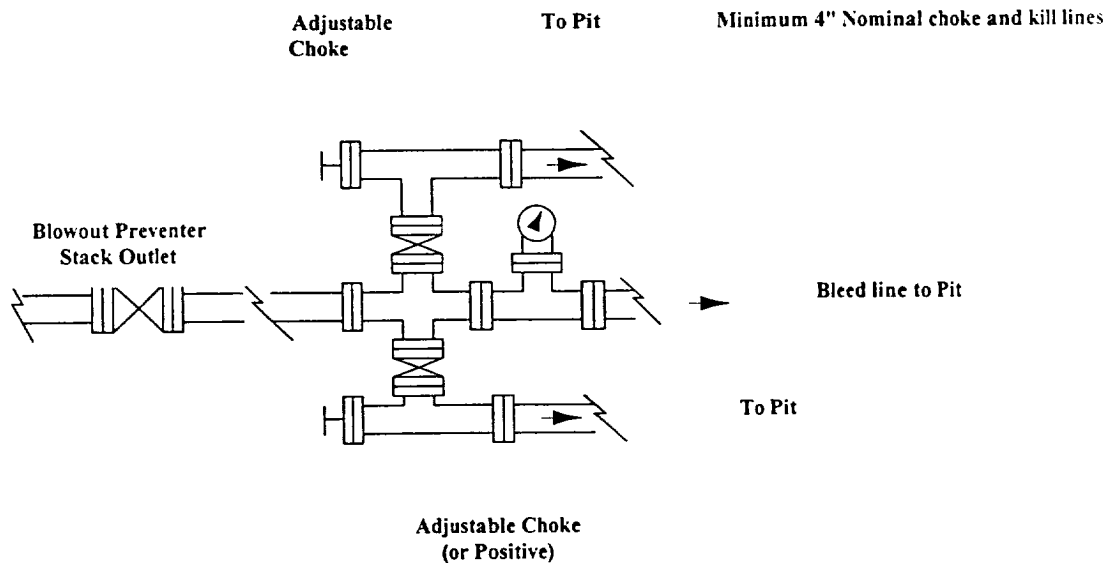 Adjustable
Choke
To Pit
Minimum 4" Nominal choke and kill lines
Blowout Preventer
Stack Outlet
Bleed line to Pit
To Pit
Adjustable Choke
(or Positive)